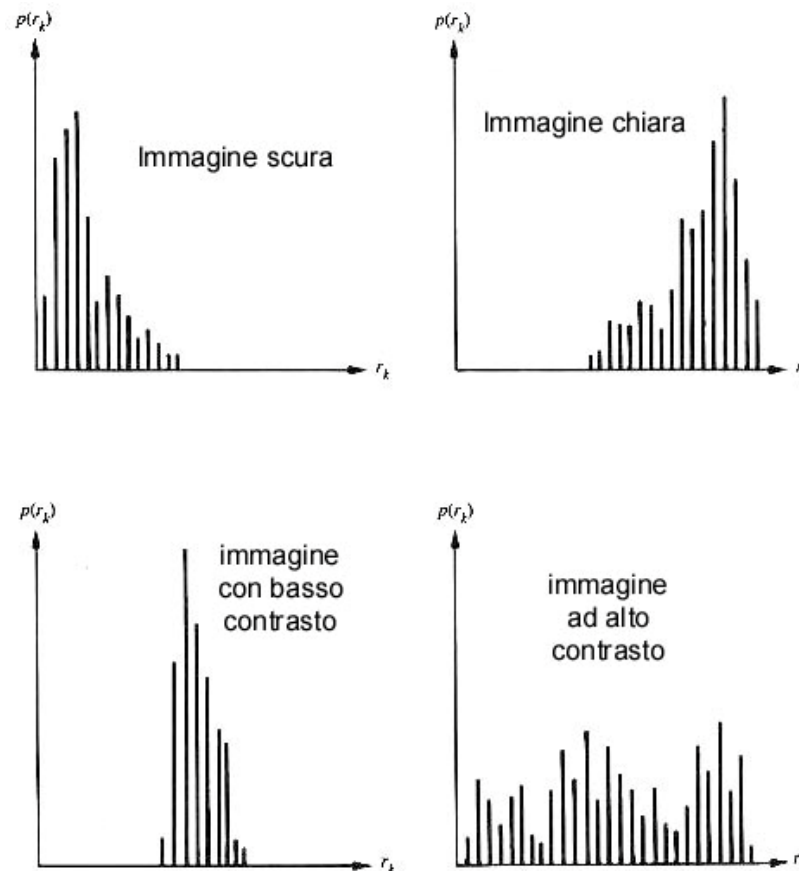 p(r_k)
Immagine scura
r_k
p(r_k)
Immagine chiara
p(r_k)
immagine
con basso
contrasto
r_k
p(r_k)
immagine
ad alto
contrasto